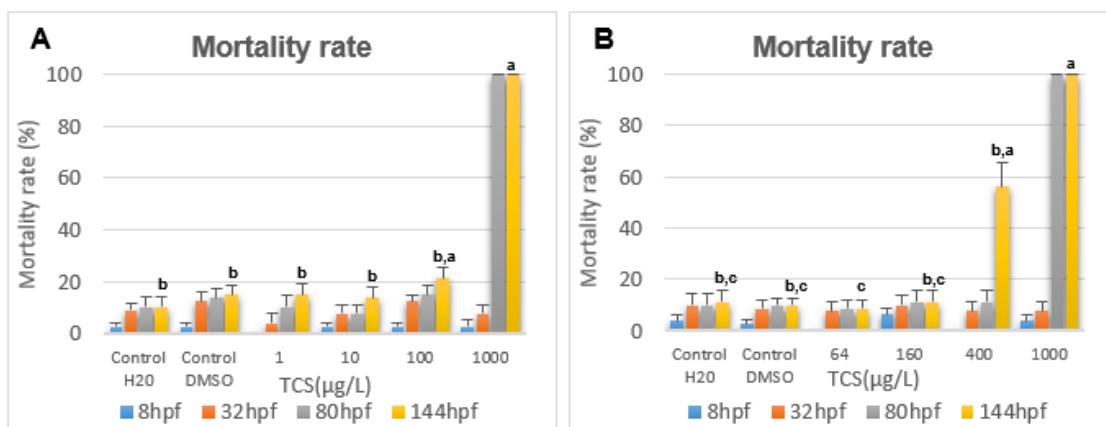 A
Mortality rate
Mortality rate (%)
100
80
60
40
20
0
b
b
b
b
b,a
a
Control H20
Control DMSO
1
10
100
1000
TCS(µg/L)
8hpf 32hpf 80hpf 144hpf
B
Mortality rate
Mortality rate (%)
100
80
60
40
20
0
b,c
b,c
c
b,c
b,a
a
Control H20
Control DMSO
64
160
400
1000
TCS(µg/L)
8hpf 32hpf 80hpf 144hpf